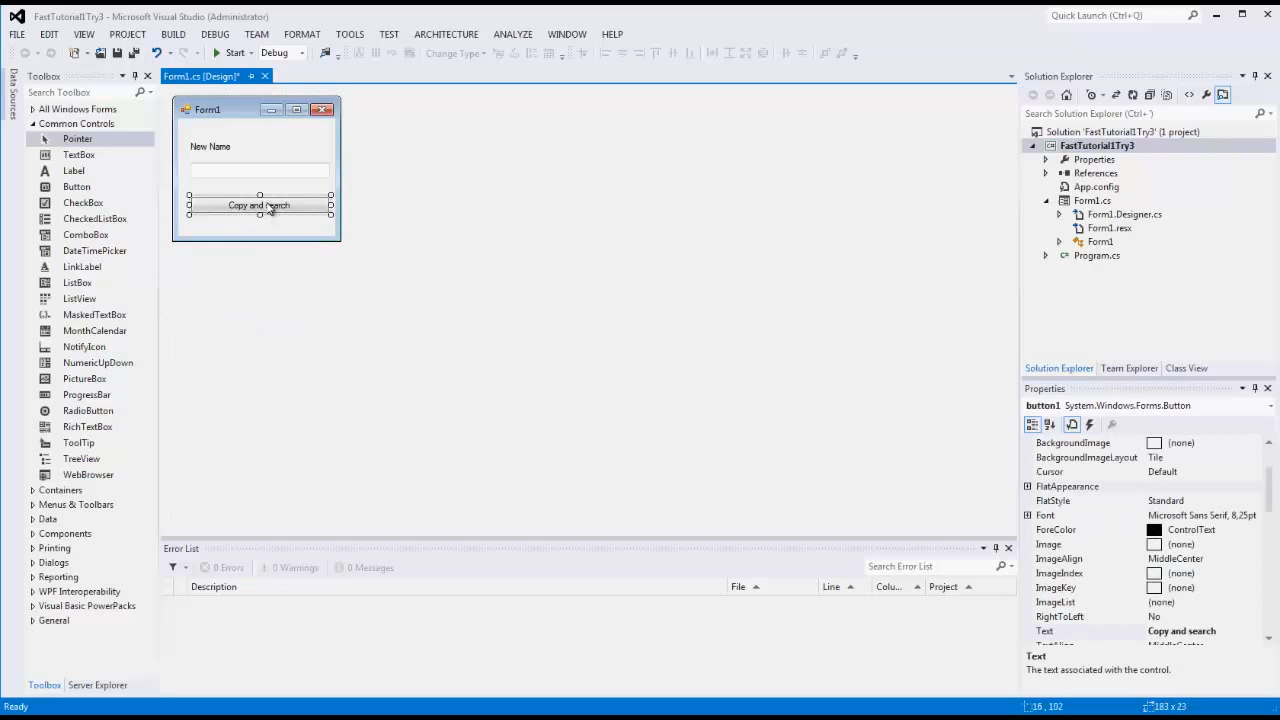 FastTutorial1Try3 - Microsoft Visual Studio (Administrator)
Quick Launch (Ctrl+Q)
FILE EDIT VIEW PROJECT BUILD DEBUG TEAM FORMAT TOOLS TEST ARCHITECTURE ANALYZE WINDOW HELP
Start Debug Change Type
Data Sources
Toolbox
Search Toolbox
All Windows Forms
Common Controls
Pointer
TextBox
Label
Button
CheckBox
CheckedListBox
ComboBox
DateTimePicker
LinkLabel
ListBox
ListView
MaskedTextBox
MonthCalendar
NotifyIcon
NumericUpDown
PictureBox
ProgressBar
RadioButton
RichTextBox
ToolTip
TreeView
WebBrowser
Containers
Menus & Toolbars
Data
Components
Printing
Dialogs
Reporting
WPF Interoperability
Visual Basic PowerPacks
General
Toolbox Server Explorer
Form1.cs [Design]*
Form1
New Name
Copy and search
Error List
0 Errors 0 Warnings 0 Messages
Search Error List
Description File Line Colu... Project
Solution Explorer
Search Solution Explorer (Ctrl+')
Solution 'FastTutorial1Try3' (1 project)
FastTutorial1Try3
Properties
References
App.config
Form1.cs
Form1.Designer.cs
Form1.resx
Form1
Program.cs
Solution Explorer Team Explorer Class View
Properties
button1 System.Windows.Forms.Button
BackgroundImage (none)
BackgroundImageLayout Tile
Cursor Default
FlatAppearance
FlatStyle Standard
Font Microsoft Sans Serif, 8,25pt
ForeColor ControlText
Image (none)
ImageAlign MiddleCenter
ImageIndex (none)
ImageKey (none)
ImageList (none)
RightToLeft No
Text Copy and search
TextAlign MiddleCenter
Text
The text associated with the control.
Ready
16 , 102
183 x 23